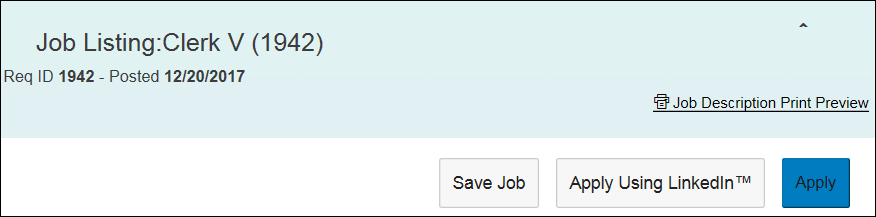 Job Listing:Clerk V (1942)
Req ID 1942 - Posted 12/20/2017
Job Description Print Preview
Save Job
Apply Using LinkedIn™
Apply